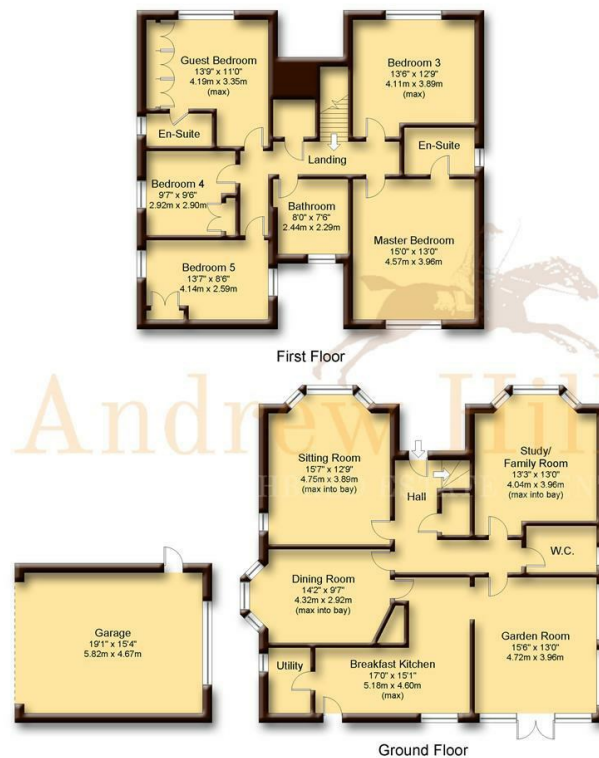 Guest Bedroom
13'9" x 11'0"
4.19m x 3.35m
(max)
Bedroom 3
13'6" x 12'9"
4.11m x 3.89m
(max)
En-Suite
En-Suite
Landing
Bedroom 4
9'7" x 9'6"
2.92m x 2.90m
Bathroom
8'0" x 7'6"
2.44m x 2.29m
Master Bedroom
15'0" x 13'0"
4.57m x 3.96m
Bedroom 5
13'7" x 8'6"
4.14m x 2.59m
First Floor
Andrew Hill
Sitting Room
15'7" x 12'9"
4.75m x 3.89m
(max into bay)
Hall
Study/
Family Room
13'3" x 13'0"
4.04m x 3.96m
(max into bay)
W.C.
Dining Room
14'2" x 9'7"
4.32m x 2.92m
(max into bay)
Garage
19'1" x 15'4"
5.82m x 4.67m
Utility
Breakfast Kitchen
17'0" x 15'1"
5.18m x 4.60m
(max)
Garden Room
15'6" x 13'0"
4.72m x 3.96m
Ground Floor